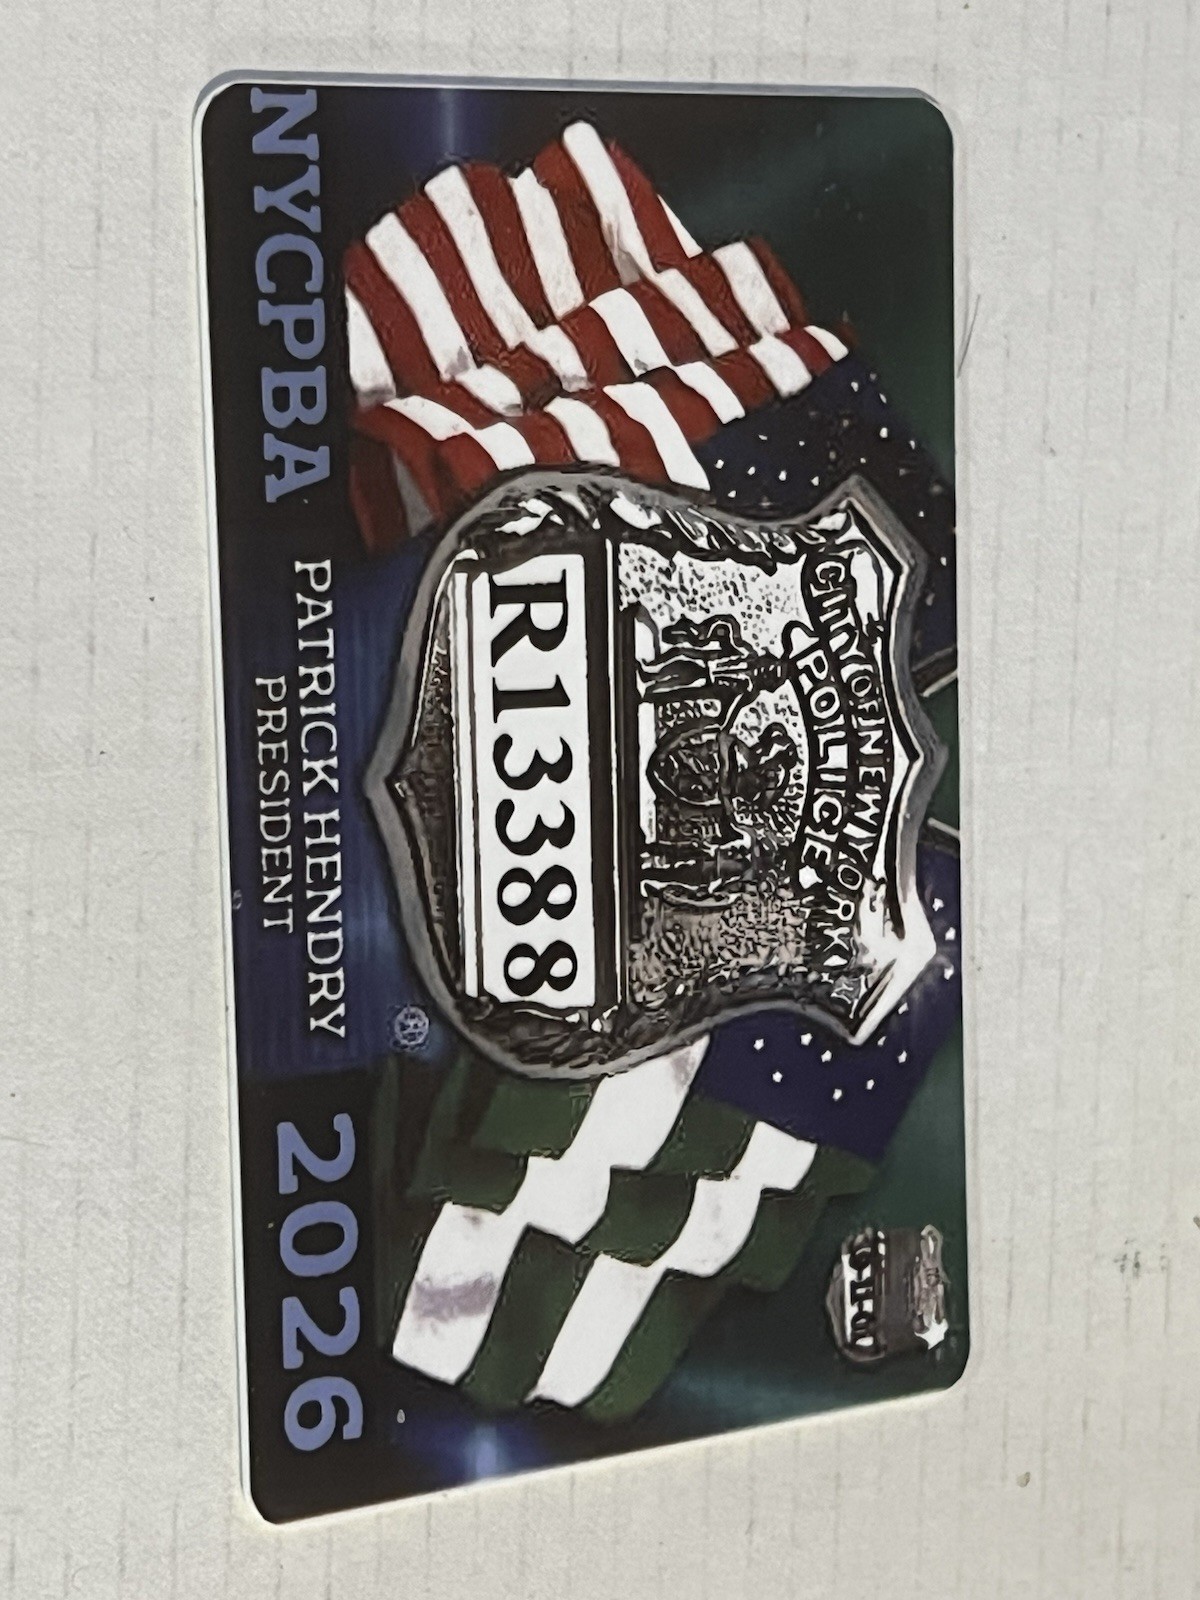 CITY OF NEW YORK
POLICE
R13388
NYCPBA PATRICK HENDRY 2026
PRESIDENT